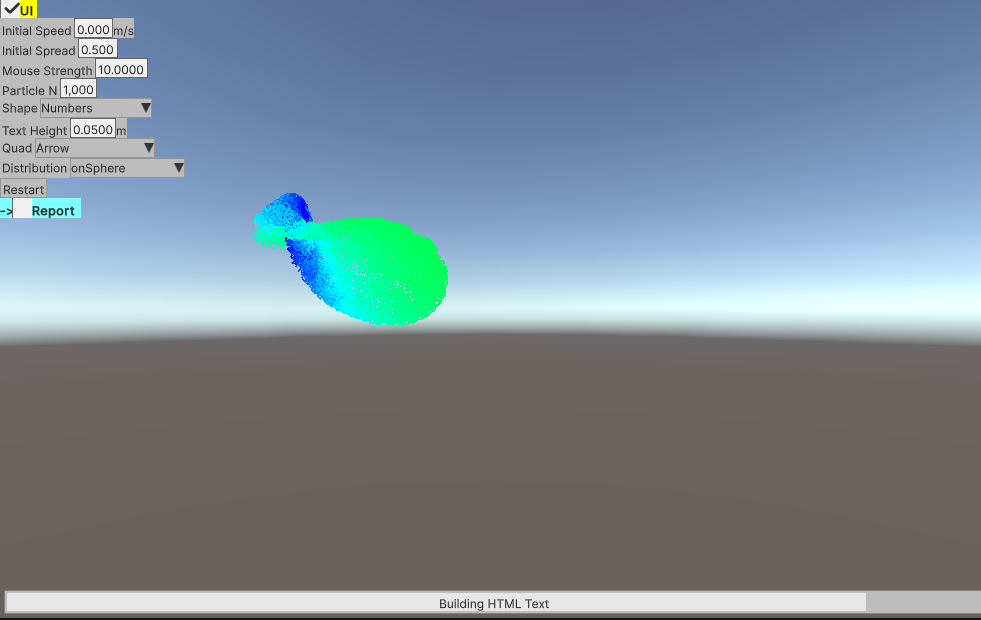 UI
Initial Speed 0.000 m/s
Initial Spread 0.500
Mouse Strength 10.0000
Particle N 1,000
Shape Numbers
Text Height 0.0500 m
Quad Arrow
Distribution onSphere
Restart
-> Report
Building HTML Text